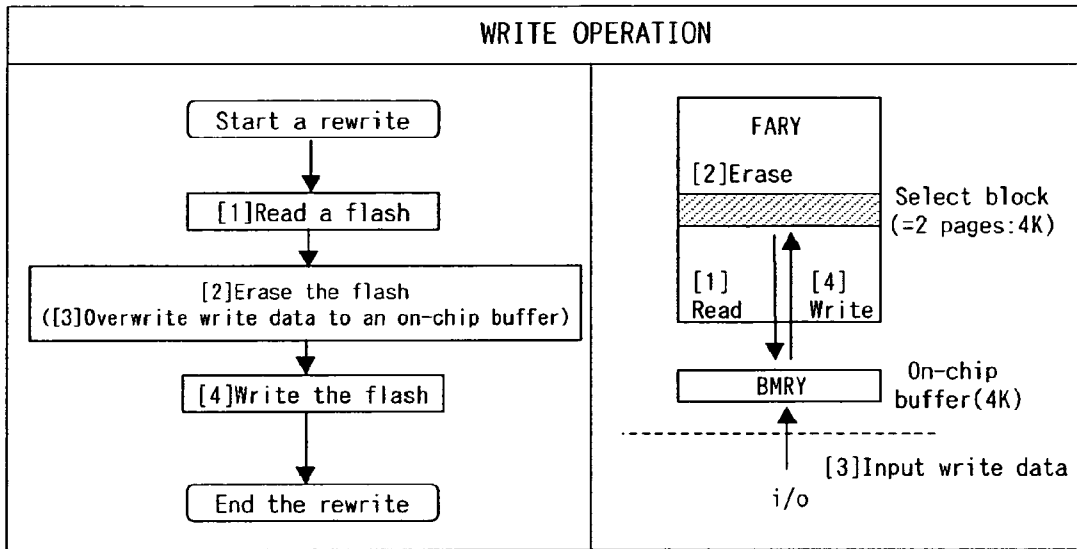 WRITE OPERATION
Start a rewrite
[1]Read a flash
[2]Erase the flash
([3]Overwrite write data to an on-chip buffer)
[4]Write the flash
End the rewrite
FARY
[2]Erase
Select block
(=2 pages:4K)
[1]
Read
[4]
Write
BMRY
On-chip
buffer(4K)
[3]Input write data
i/o